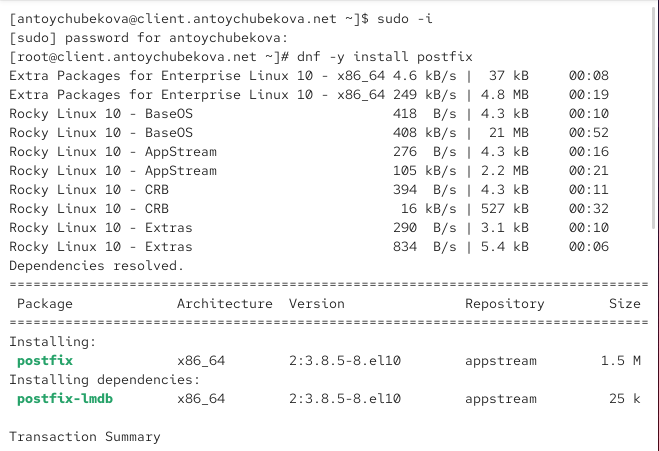 [antoychubekova@client.antoychubekova.net ~]$ sudo -i
[sudo] password for antoychubekova:
[root@client.antoychubekova.net ~]# dnf -y install postfix
Extra Packages for Enterprise Linux 10 - x86_64 4.6 kB/s |  37 kB     00:08
Extra Packages for Enterprise Linux 10 - x86_64 249 kB/s | 4.8 MB     00:19
Rocky Linux 10 - BaseOS                         418  B/s | 4.3 kB     00:10
Rocky Linux 10 - BaseOS                         408 kB/s |  21 MB     00:52
Rocky Linux 10 - AppStream                      276  B/s | 4.3 kB     00:16
Rocky Linux 10 - AppStream                      105 kB/s | 2.2 MB     00:21
Rocky Linux 10 - CRB                            394  B/s | 4.3 kB     00:11
Rocky Linux 10 - CRB                             16 kB/s | 527 kB     00:32
Rocky Linux 10 - Extras                         290  B/s | 3.1 kB     00:10
Rocky Linux 10 - Extras                         834  B/s | 5.4 kB     00:06
Dependencies resolved.
================================================================================
 Package             Architecture  Version               Repository         Size
================================================================================
Installing:
 postfix             x86_64        2:3.8.5-8.el10        appstream         1.5 M
Installing dependencies:
 postfix-lmdb        x86_64        2:3.8.5-8.el10        appstream          25 k

Transaction Summary